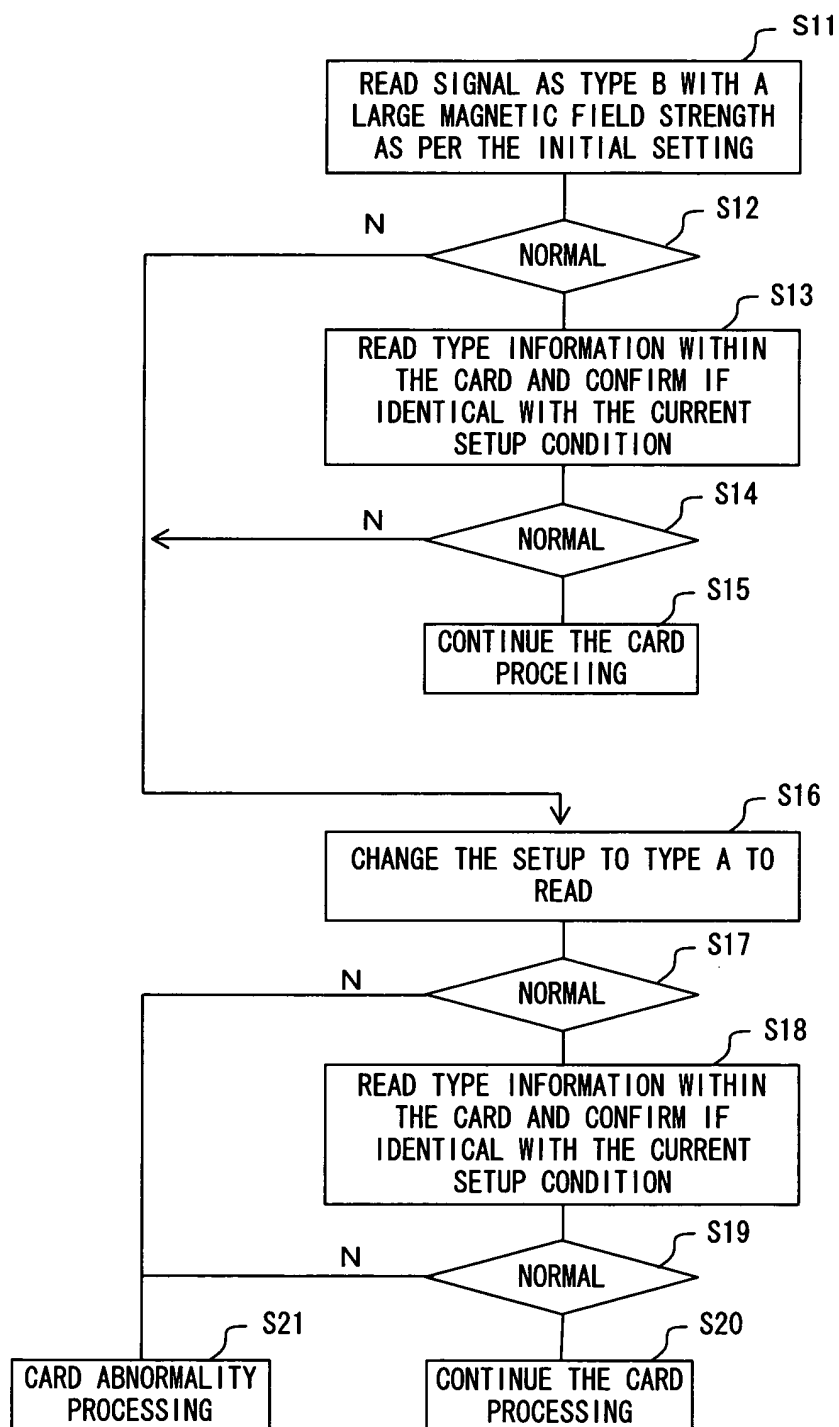 S11
READ SIGNAL AS TYPE B WITH A
LARGE MAGNETIC FIELD STRENGTH
AS PER THE INITIAL SETTING
S12
N
NORMAL
S13
READ TYPE INFORMATION WITHIN
THE CARD AND CONFIRM IF
IDENTICAL WITH THE CURRENT
SETUP CONDITION
S14
N
NORMAL
S15
CONTINUE THE CARD
PROCEIING
S16
CHANGE THE SETUP TO TYPE A TO
READ
S17
N
NORMAL
S18
READ TYPE INFORMATION WITHIN
THE CARD AND CONFIRM IF
IDENTICAL WITH THE CURRENT
SETUP CONDITION
S19
N
NORMAL
S21
CARD ABNORMALITY
PROCESSING
S20
CONTINUE THE CARD
PROCESSING